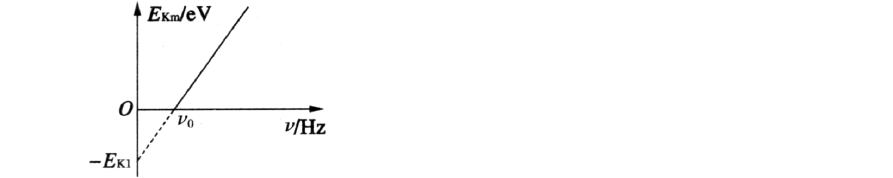 E_Km/eV
O
ν₀
ν/Hz
−E_K1